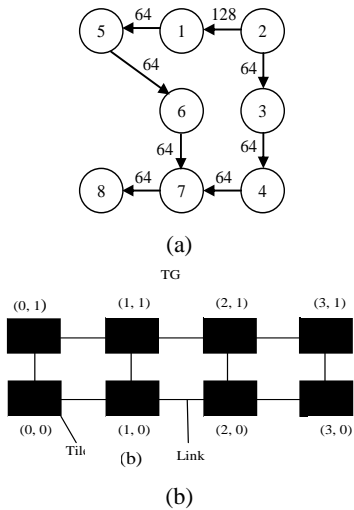 64 128
5 1 2
64 64
6 3
64 64
64 64
8 7 4
(a)
TG
(0, 1) (1, 1) (2, 1) (3, 1)
(0, 0) (1, 0) (2, 0) (3, 0)
(b) Link
(b)